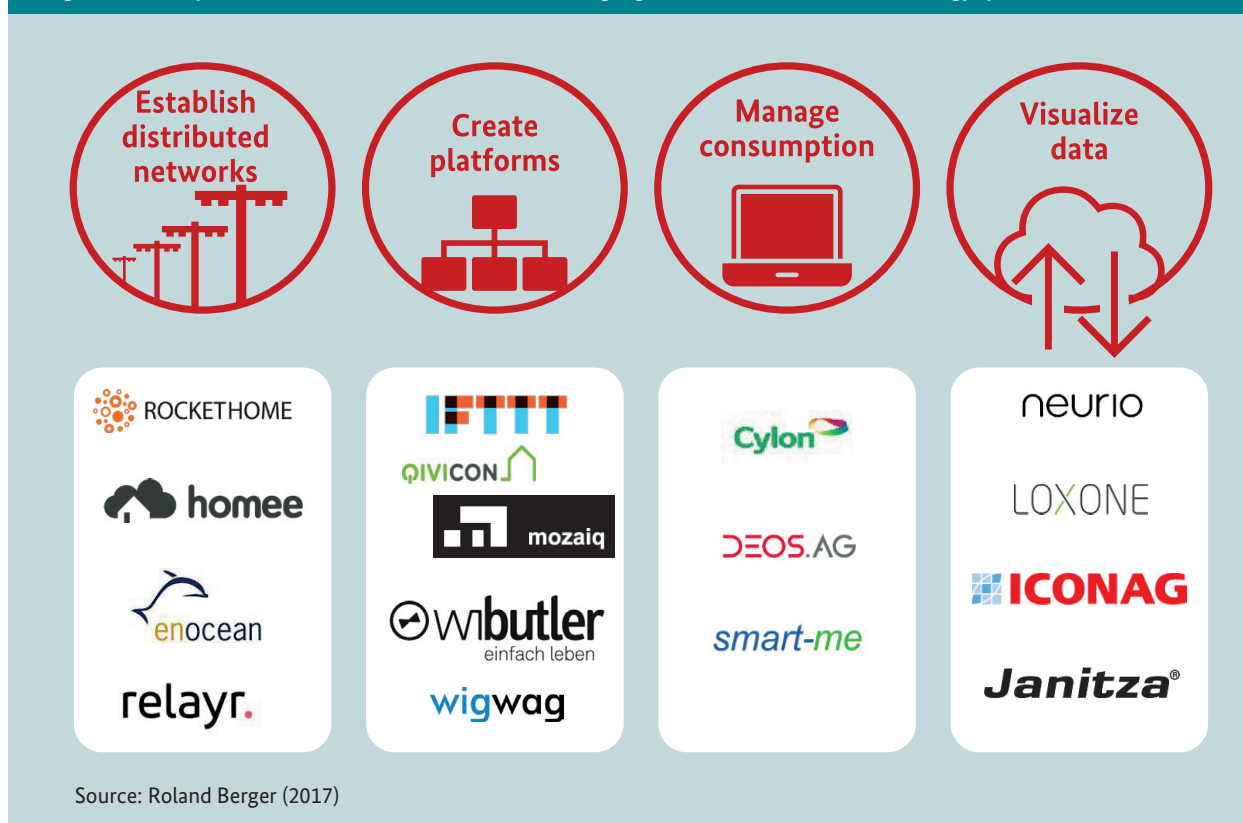 Establish
distributed
networks
Create
platforms
Manage
consumption
Visualize
data
ROCKETHOME
homee
enocean
relayr.
IFTTT
QIVICON
mozaiq
wibutler
einfach leben
wigwag
Cylon
DEOS.AG
smart-me
neurio
LOXONE
ICONAG
Janitza®
Source: Roland Berger (2017)